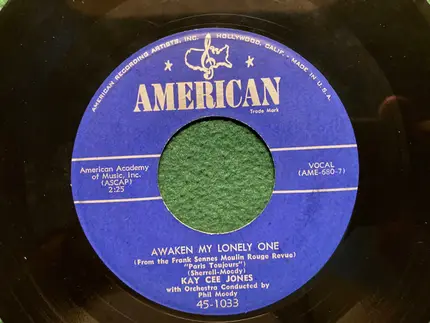 AMERICAN RECORDING ARTISTS, INC. HOLLYWOOD, CALIF. - MADE IN U.S.A.
AMERICAN
Trade Mark
American Academy
of Music, Inc.
(ASCAP)
2:25
VOCAL
(AME-680-7)
AWAKEN MY LONELY ONE
(From the Frank Sennes Moulin Rouge Revue)
"Paris Toujours"
(Sherrell-Moody)
KAY CEE JONES
with Orchestra Conducted by
Phil Moody
45-1033